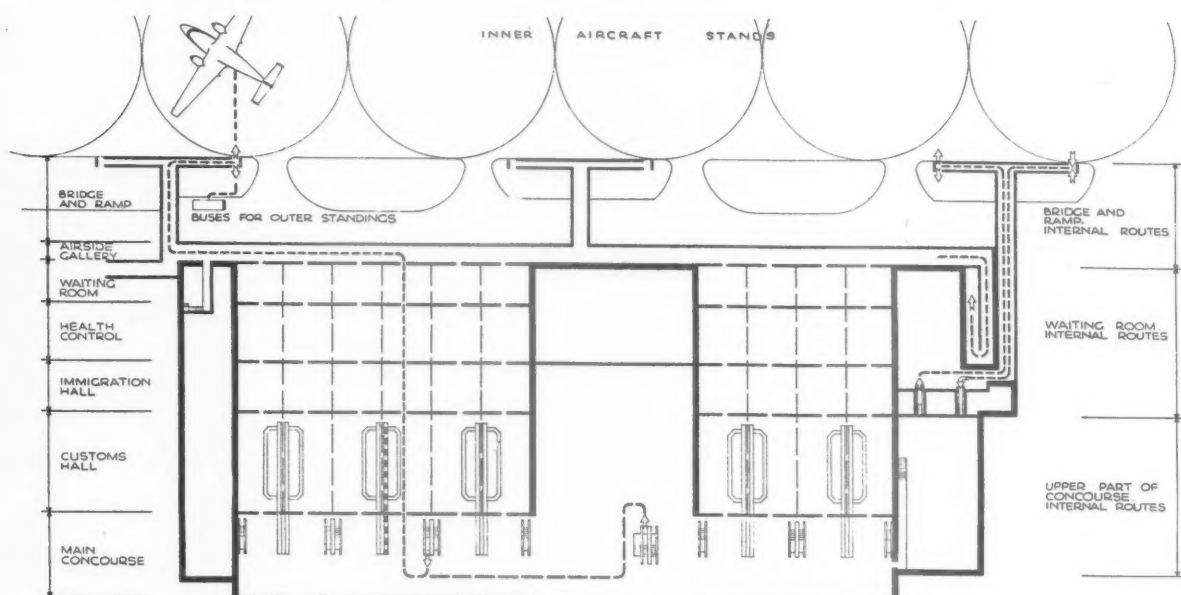 INNER AIRCRAFT STANDS
BRIDGE
AND RAMP
BUSES FOR OUTER STANDINGS
AIRSIDE
GALLERY
WAITING
ROOM
HEALTH
CONTROL
IMMIGRATION
HALL
CUSTOMS
HALL
MAIN
CONCOURSE
BRIDGE AND
RAMP.
INTERNAL ROUTES
WAITING ROOM.
INTERNAL ROUTES
UPPER PART OF
CONCOURSE.
INTERNAL ROUTES